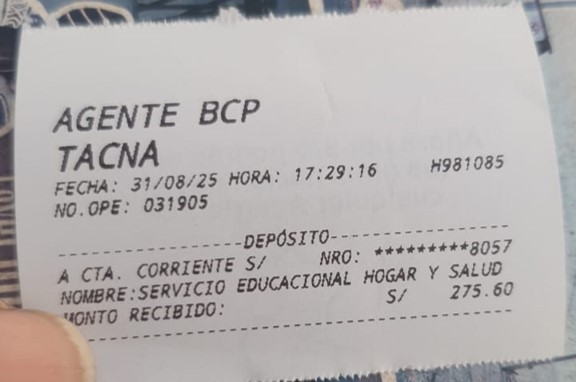 AGENTE BCP
TACNA
FECHA: 31/08/25 HORA: 17:29:16 H981085
NO.OPE: 031905
DEPÓSITO
A CTA. CORRIENTE S/ NRO: *********8057
NOMBRE:SERVICIO EDUCACIONAL HOGAR Y SALUD
MONTO RECIBIDO: S/ 275.60